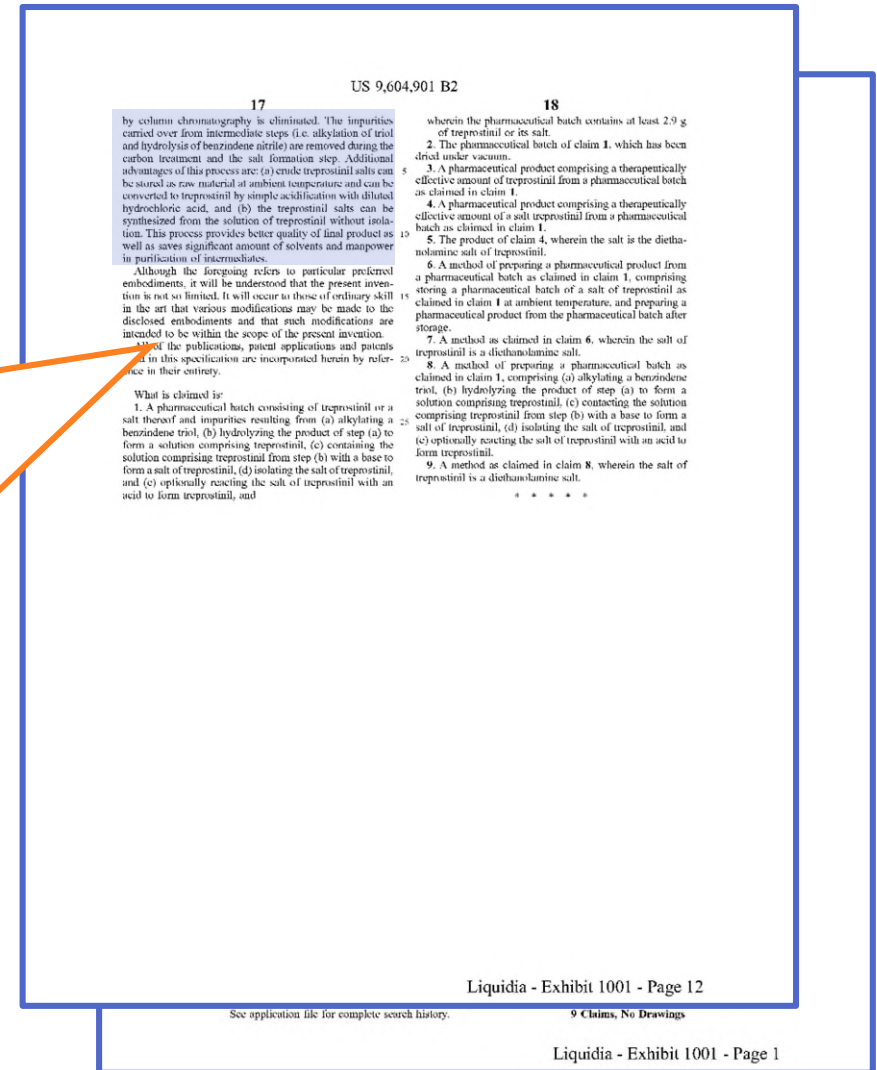 US 9,604,901 B2
17
by column chromatography is eliminated. The impurities
carried over from intermediate steps (i.e. alkylation of triol
and hydrolysis of benzindene nitrile) are removed during the
carbon treatment and the salt formation step. Additional
advantages of this process are: (a) crude treprostinil salts can
5
be stored as raw material at ambient temperature and can be
converted to treprostinil by simple acidification with diluted
hydrochloric acid, and (b) the treprostinil salts can be
synthesized from the solution of treprostinil without isola-
tion. This process provides better quality of final product as
10
well as saves significant amount of solvents and manpower
in purification of intermediates.
Although the foregoing refers to particular preferred
embodiments, it will be understood that the present inven-
tion is not so limited. It will occur to those of ordinary skill
15
in the art that various modifications may be made to the
disclosed embodiments and that such modifications are
intended to be within the scope of the present invention.
of the publications, patent applications and patents
in this specification are incorporated herein by refer-
20
in their entirety.
What is claimed is:
1. A pharmaceutical batch consisting of treprostinil or a
salt thereof and impurities resulting from (a) alkylating a
25
benzindene triol, (b) hydrolyzing the product of step (a) to
form a solution comprising treprostinil, (c) containing the
solution comprising treprostinil from step (b) with a base to
form a salt of treprostinil, (d) isolating the salt of treprostinil,
and (e) optionally reacting the salt of treprostinil with an
acid to form treprostinil, and
18
wherein the pharmaceutical batch contains at least 2.9 g
of treprostinil or its salt.
2. The pharmaceutical batch of claim 1, which has been
dried under vacuum.
3. A pharmaceutical product comprising a therapeutically
effective amount of treprostinil from a pharmaceutical batch
as claimed in claim 1.
4. A pharmaceutical product comprising a therapeutically
effective amount of a salt treprostinil from a pharmaceutical
batch as claimed in claim 1.
5. The product of claim 4, wherein the salt is the dietha-
nolamine salt of treprostinil.
6. A method of preparing a pharmaceutical product from
a pharmaceutical batch as claimed in claim 1, comprising
storing a pharmaceutical batch of a salt of treprostinil as
claimed in claim 1 at ambient temperature, and preparing a
pharmaceutical product from the pharmaceutical batch after
storage.
7. A method as claimed in claim 6, wherein the salt of
treprostinil is a diethanolamine salt.
8. A method of preparing a pharmaceutical batch as
claimed in claim 1, comprising (a) alkylating a benzindene
triol, (b) hydrolyzing the product of step (a) to form a
solution comprising treprostinil, (c) contacting the solution
comprising treprostinil from step (b) with a base to form a
salt of treprostinil, (d) isolating the salt of treprostinil, and
(e) optionally reacting the salt of treprostinil with an acid to
form treprostinil.
9. A method as claimed in claim 8, wherein the salt of
treprostinil is a diethanolamine salt.
* * * * *
Liquidia - Exhibit 1001 - Page 12
See application file for complete search history.
9 Claims, No Drawings
Liquidia - Exhibit 1001 - Page 1